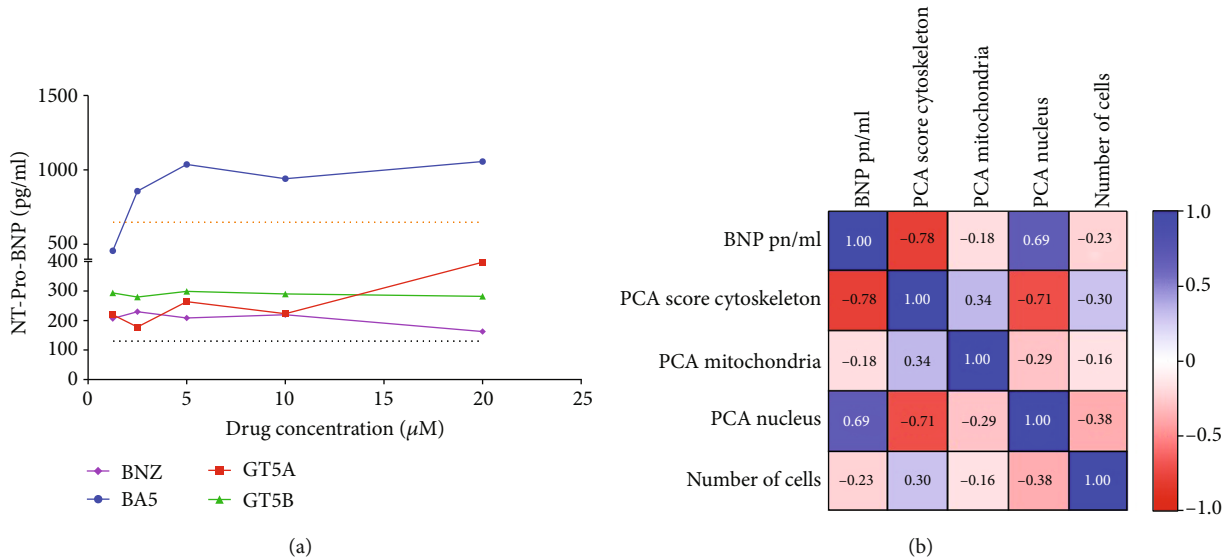 1500
1000
500
400
300
200
100
0
NT-Pro-BNP (pg/ml)
0 5 10 15 20 25
Drug concentration (μM)
BNZ GT5A
BA5 GT5B
(a)
BNP pn/ml
PCA score cytoskeleton
PCA mitochondria
PCA nucleus
Number of cells
BNP pn/ml 1.00 −0.78 −0.18 0.69 −0.23
PCA score cytoskeleton −0.78 1.00 0.34 −0.71 −0.30
PCA mitochondria −0.18 0.34 1.00 −0.29 −0.16
PCA nucleus 0.69 −0.71 −0.29 1.00 −0.38
Number of cells −0.23 0.30 −0.16 −0.38 1.00
1.0
0.5
0
−0.5
−1.0
(b)